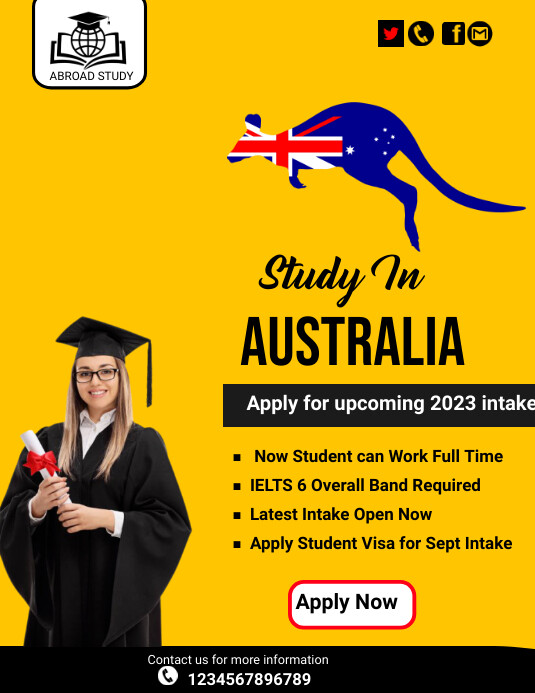 ABROAD STUDY
Study In
AUSTRALIA
Apply for upcoming 2023 intake
Now Student can Work Full Time
IELTS 6 Overall Band Required
Latest Intake Open Now
Apply Student Visa for Sept Intake
Apply Now
Contact us for more information
1234567896789